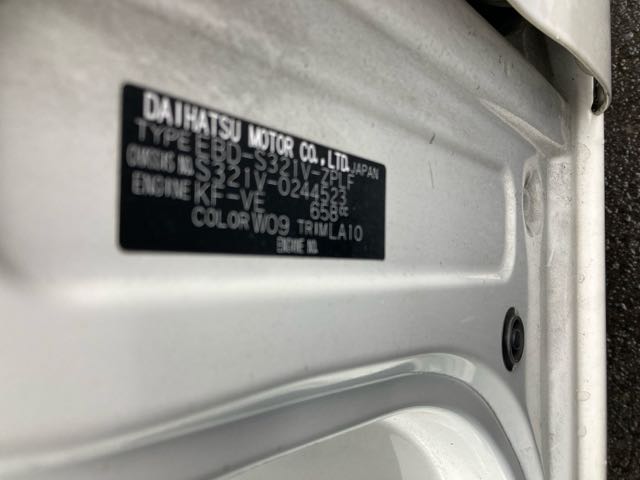 DAIHATSU MOTOR CO., LTD. JAPAN
TYPE EBD-S321V-ZPLF
CHASSIS NO. S321V-0244523
ENGINE KF-VE 658cc
COLOR W09 TRIM LA10
ENGINE NO.